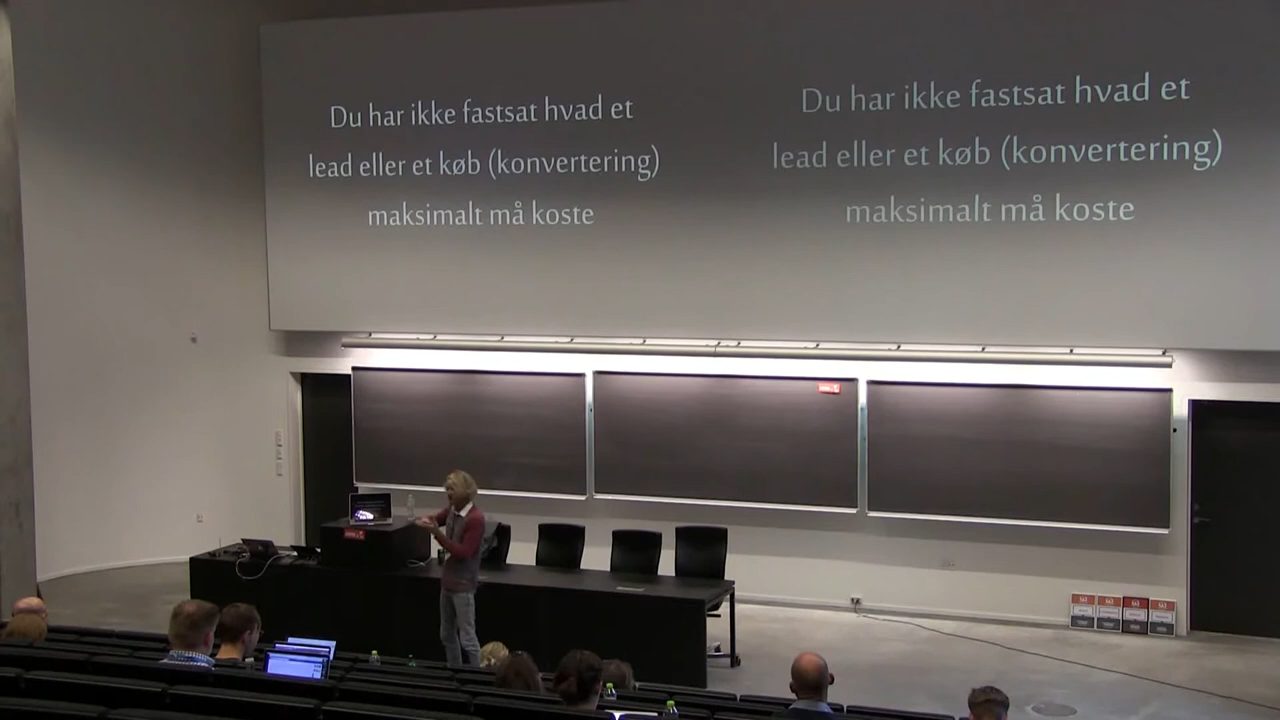 Du har ikke fastsat hvad et
lead eller et køb (konvertering)
maksimalt må koste
Du har ikke fastsat hvad et
lead eller et køb (konvertering)
maksimalt må koste